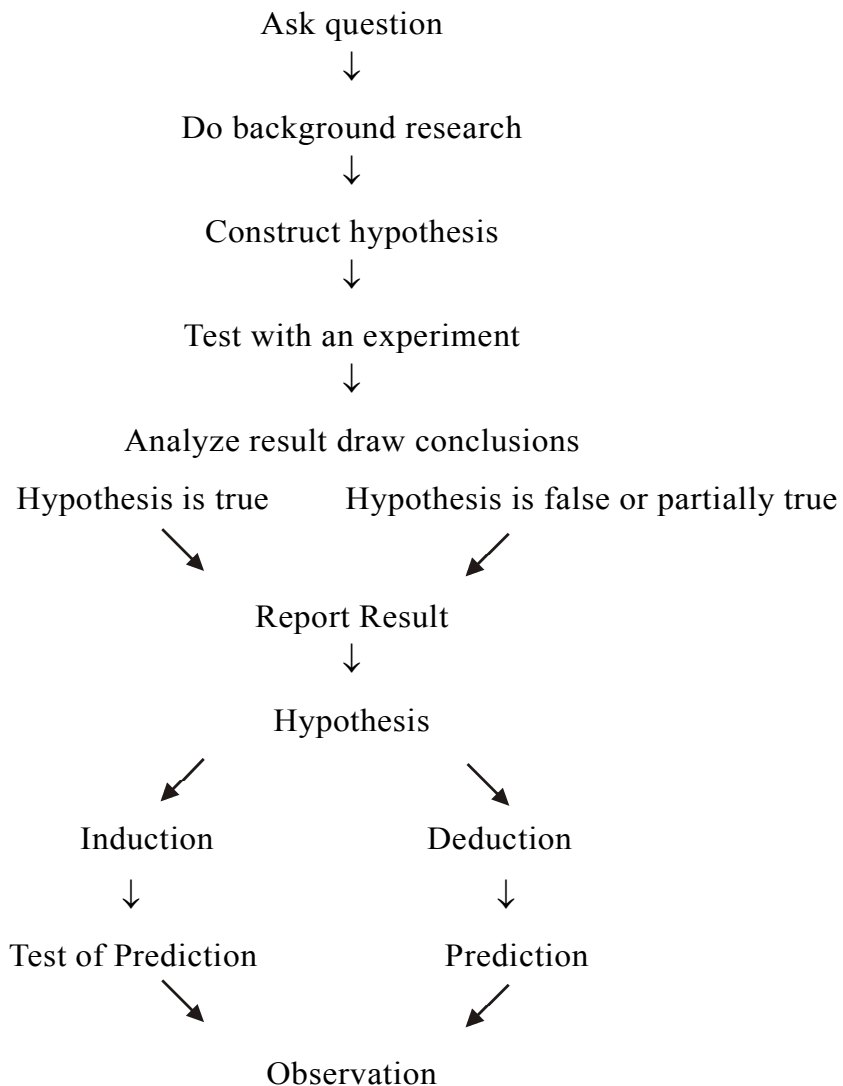 Ask question
↓
Do background research
↓
Construct hypothesis
↓
Test with an experiment
↓
Analyze result draw conclusions
Hypothesis is true Hypothesis is false or partially true
Report Result
↓
Hypothesis
Induction Deduction
↓ ↓
Test of Prediction Prediction
Observation